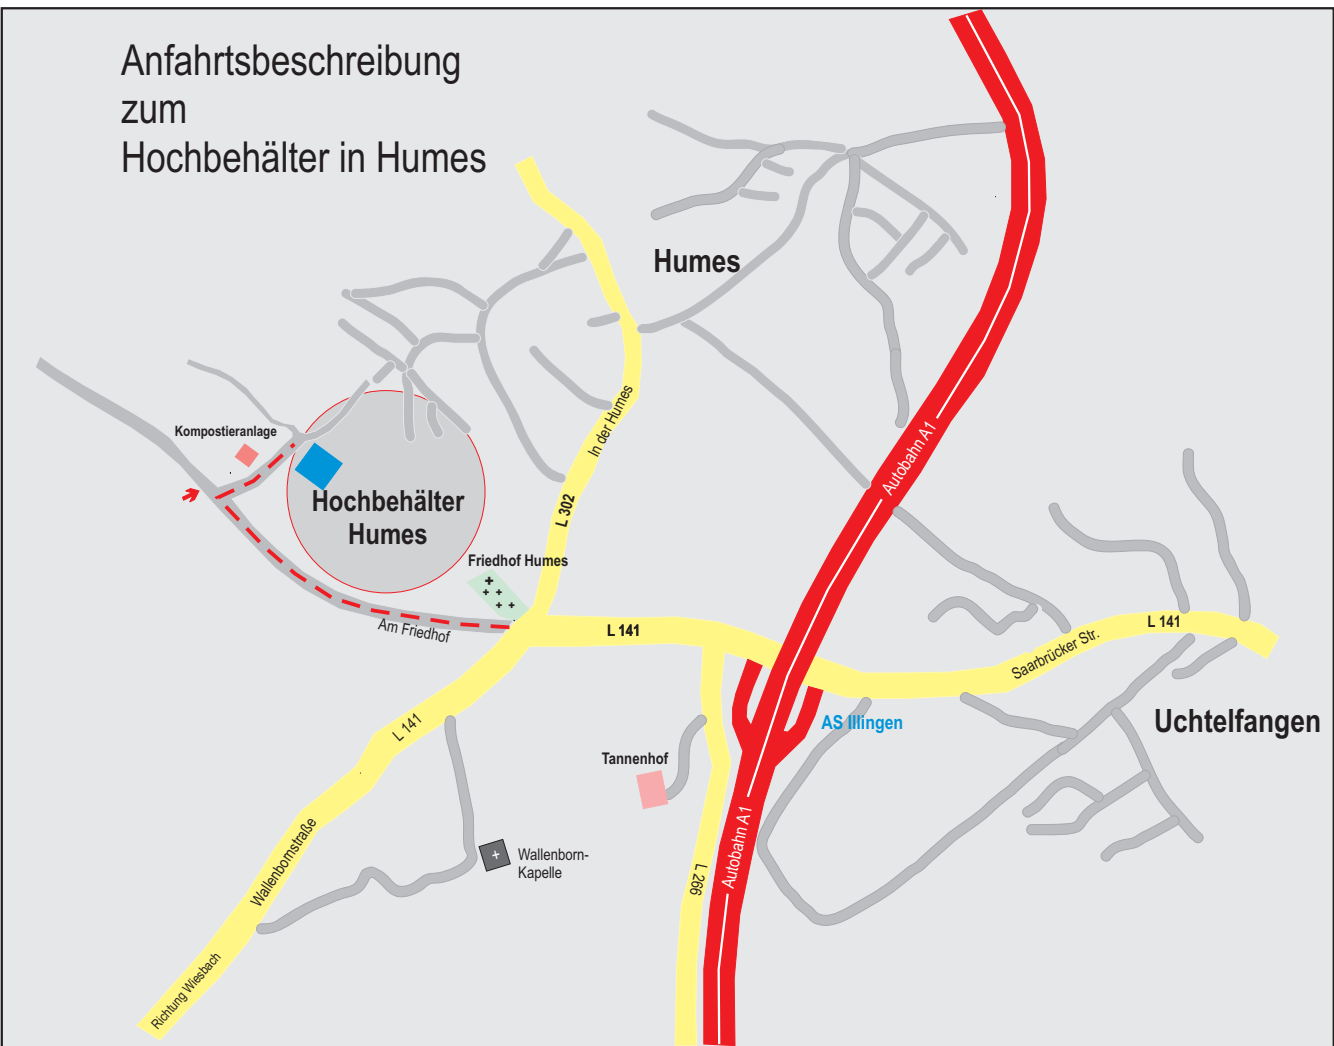 Anfahrtsbeschreibung
zum
Hochbehälter in Humes
Humes
Kompostieranlage
In der Humes
Autobahn A1
Hochbehälter
Humes
L 302
Friedhof Humes
Am Friedhof
L 141
L 141
Saarbrücker Str.
L 141
AS Illingen
Uchtelfangen
Tannenhof
Autobahn A1
Wallenbornstraße
Wallenborn-
Kapelle
L 266
Richtung Wiesbach